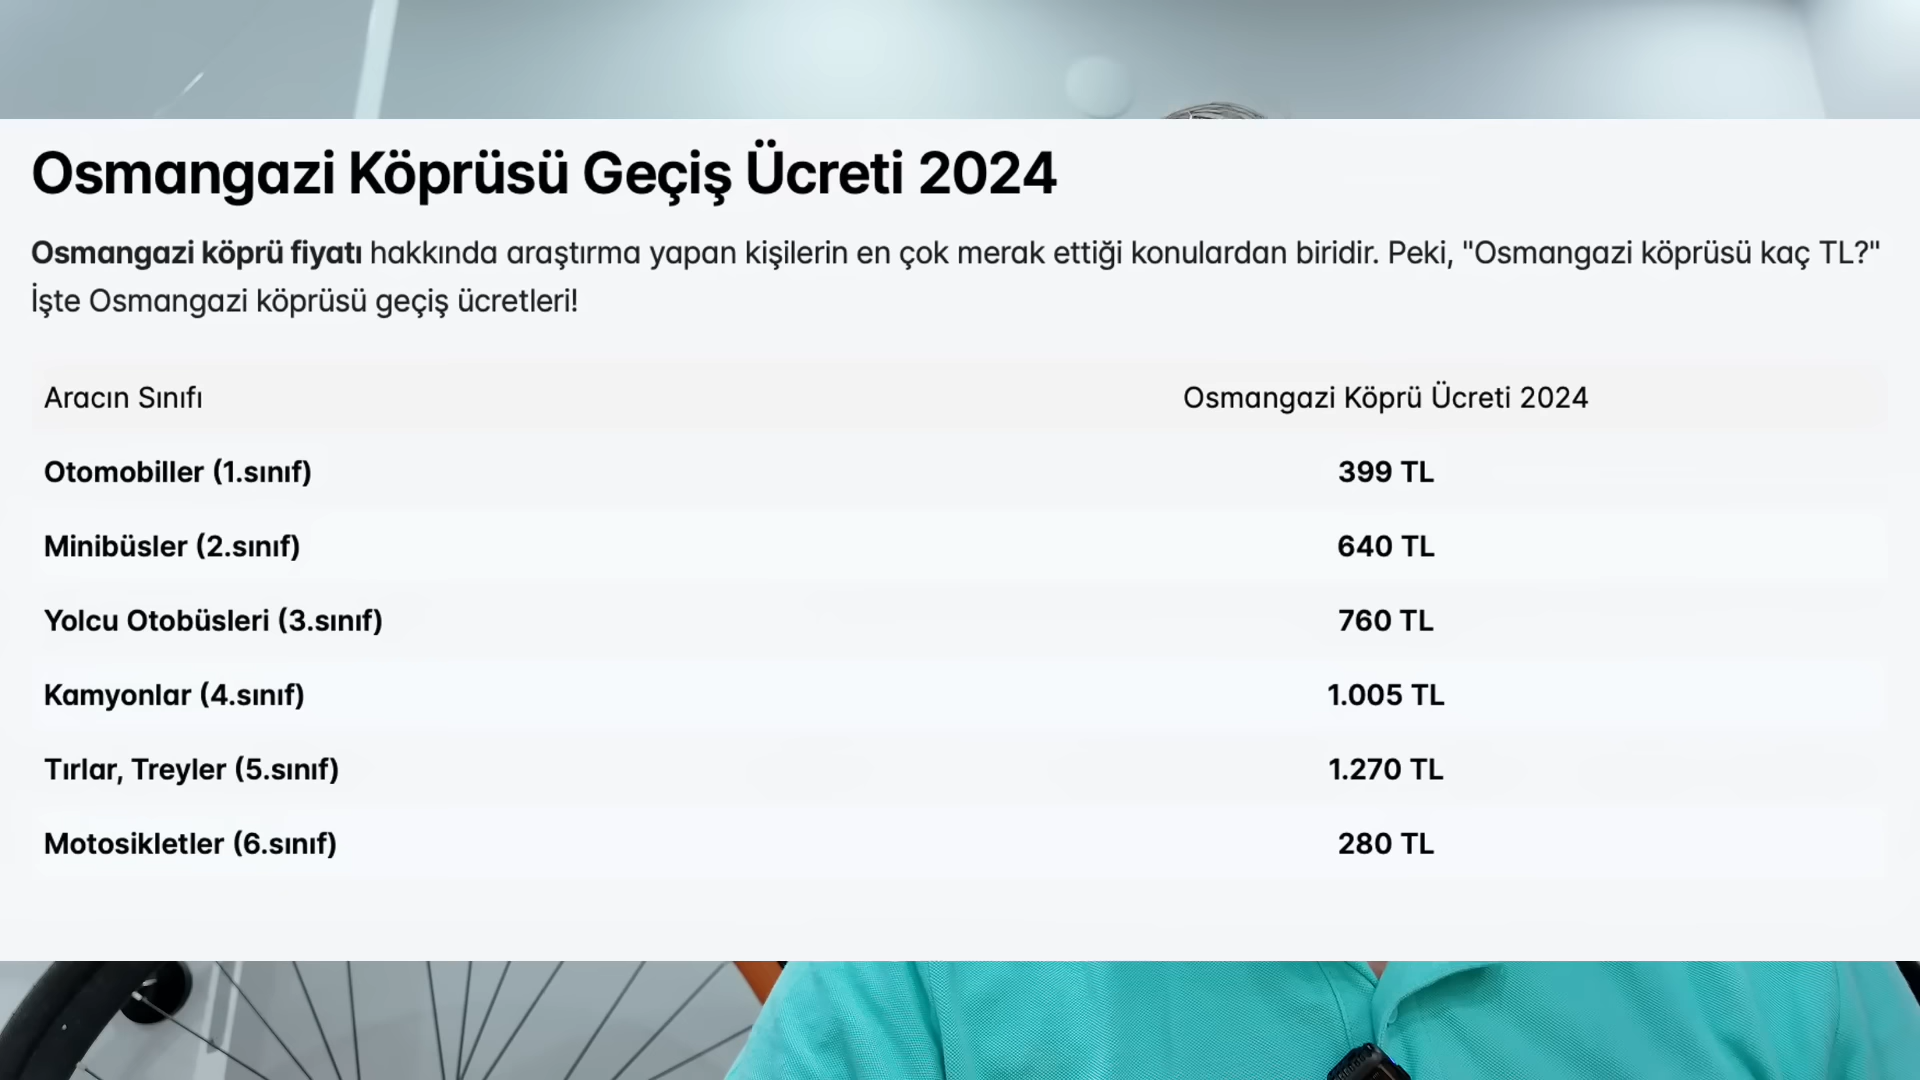 Osmangazi Köprüsü Geçiş Ücreti 2024
Osmangazi köprü fiyatı hakkında araştırma yapan kişilerin en çok merak ettiği konulardan biridir. Peki, "Osmangazi köprüsü kaç TL?"
İşte Osmangazi köprüsü geçiş ücretleri!
Aracın Sınıfı Osmangazi Köprü Ücreti 2024
Otomobiller (1.sınıf) 399 TL
Minibüsler (2.sınıf) 640 TL
Yolcu Otobüsleri (3.sınıf) 760 TL
Kamyonlar (4.sınıf) 1.005 TL
Tırlar, Treyler (5.sınıf) 1.270 TL
Motosikletler (6.sınıf) 280 TL